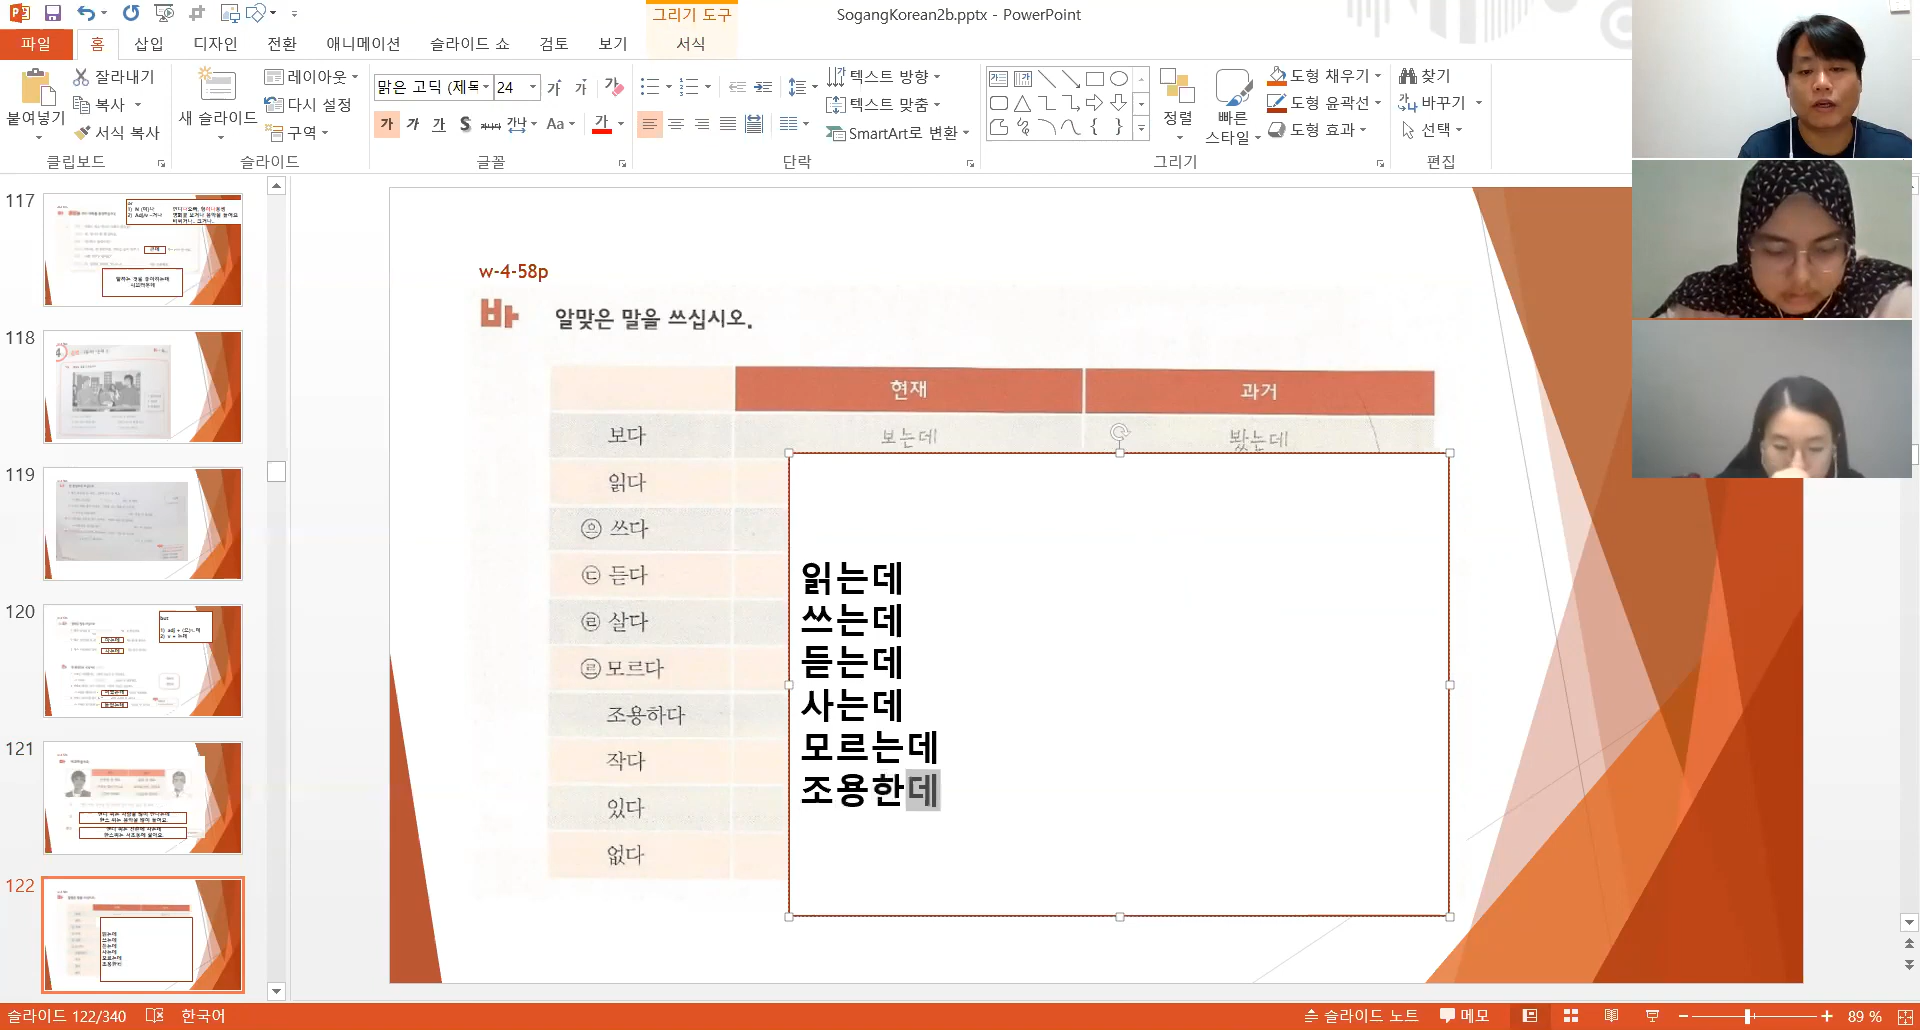 그리기 도구
SogangKorean2b.pptx - PowerPoint
파일 홈 삽입 디자인 전환 애니메이션 슬라이드 쇼 검토 보기 서식
붙여넣기
잘라내기
복사
서식 복사
클립보드
새 슬라이드
레이아웃
다시 설정
구역
슬라이드
맑은 고딕 (제목 24
가 가 가 S 가나 Aa 가
글꼴
텍스트 방향
텍스트 맞춤
SmartArt로 변환
단락
정렬
빠른 스타일
도형 채우기
도형 윤곽선
도형 효과
그리기
찾기
바꾸기
선택
편집
117
118
119
120
121
122
w-4-58p
바 알맞은 말을 쓰십시오.
현재 과거
보다 보는데 봤는데
읽다
으 쓰다
ㄷ 듣다
ㄹ 살다
르 모르다
조용하다
작다
있다
없다
읽는데
쓰는데
듣는데
사는데
모르는데
조용한데
슬라이드 122/340 한국어
슬라이드 노트 메모 89 %